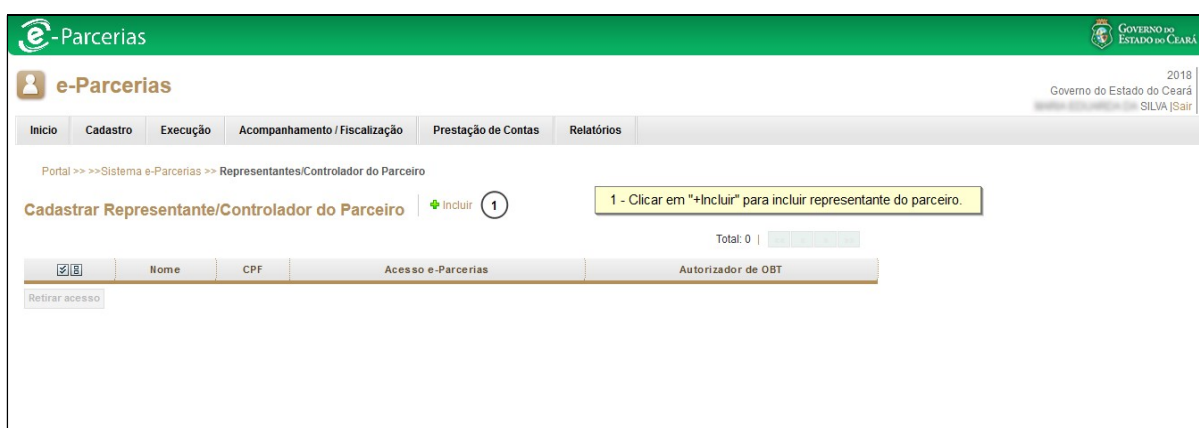 e-Parcerias
GOVERNO DO
ESTADO DO CEARÁ
e-Parcerias
2018
Governo do Estado do Ceará
SILVA |Sair
Inicio Cadastro Execução Acompanhamento / Fiscalização Prestação de Contas Relatórios
Portal >> >>Sistema e-Parcerias >> Representantes/Controlador do Parceiro
Cadastrar Representante/Controlador do Parceiro Incluir 1
1 - Clicar em "+Incluir" para incluir representante do parceiro.
Total: 0 |
Nome CPF Acesso e-Parcerias Autorizador de OBT
Retirar acesso